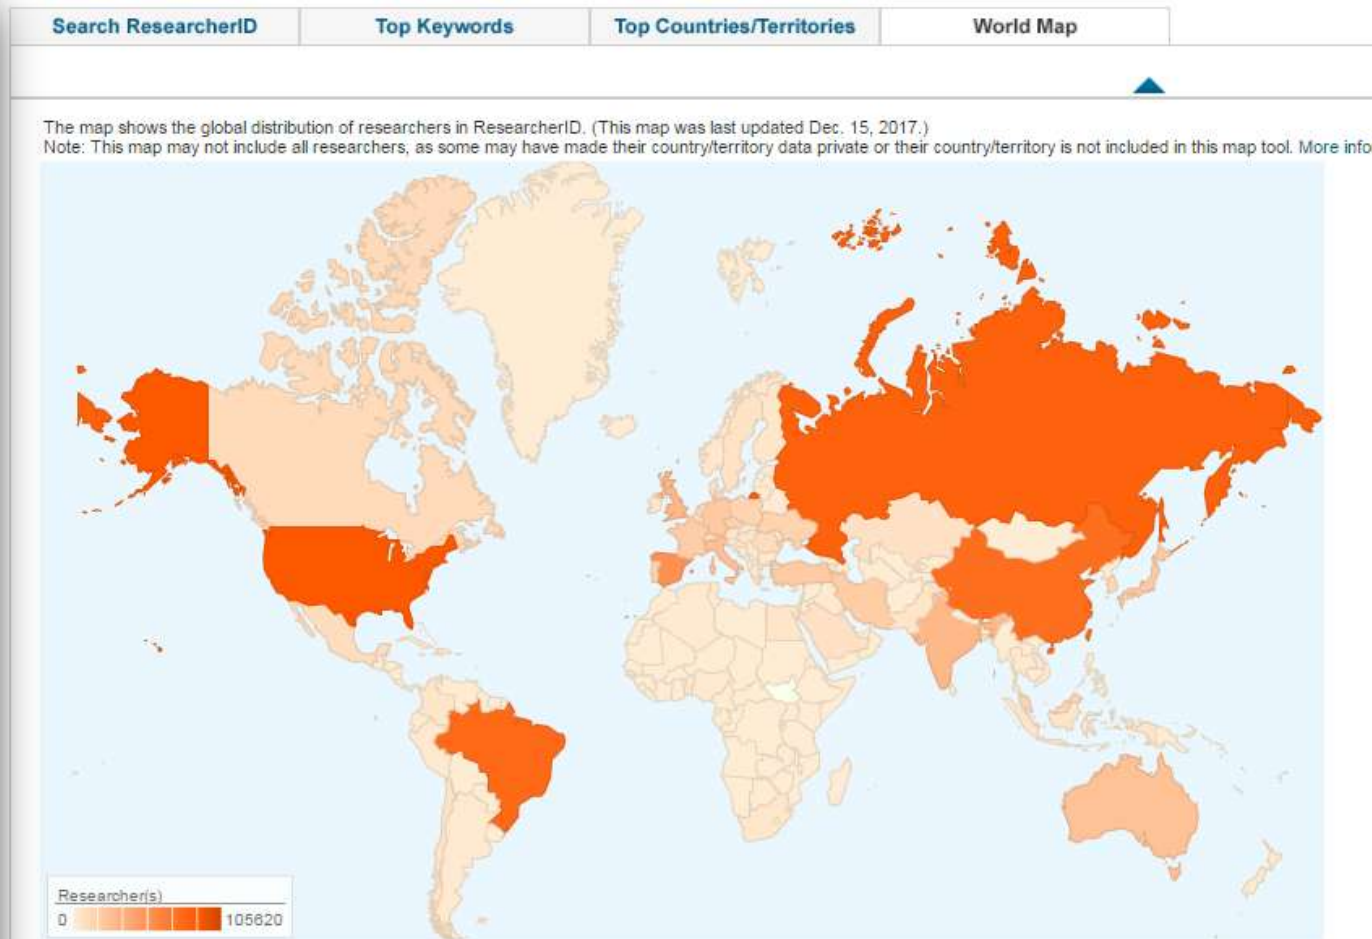 Search ResearcherID
Top Keywords
Top Countries/Territories
World Map
The map shows the global distribution of researchers in ResearcherID. (This map was last updated Dec. 15, 2017.)
Note: This map may not include all researchers, as some may have made their country/territory data private or their country/territory is not included in this map tool. More info
Researcher(s)
0 105620